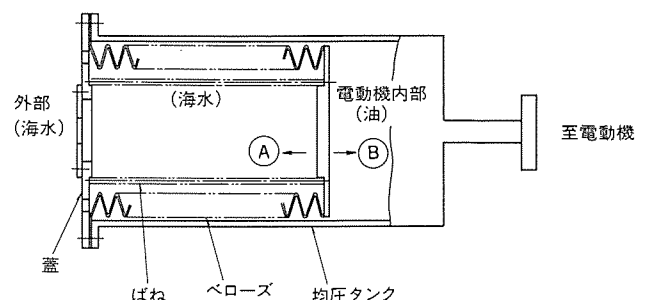 外部
(海水)
(海水)
電動機内部
(油)
A
B
至電動機
蓋
ばね
ベローズ
均圧タンク